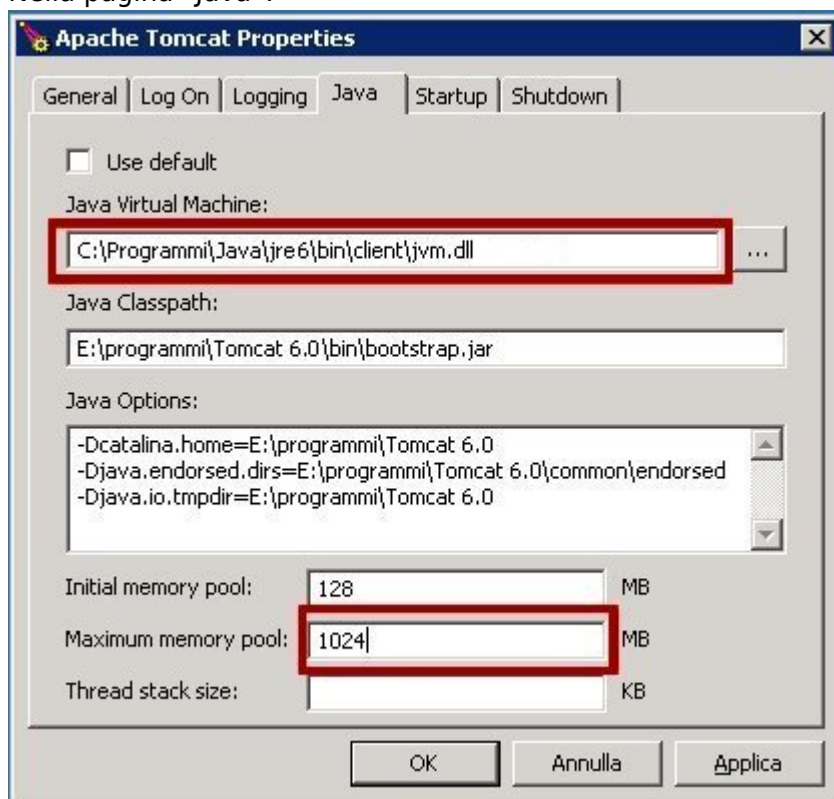 Nella pagina "Java":
Apache Tomcat Properties
General Log On Logging Java Startup Shutdown
Use default
Java Virtual Machine:
C:\Programmi\Java\jre6\bin\client\jvm.dll ...
Java Classpath:
E:\programmi\Tomcat 6.0\bin\bootstrap.jar
Java Options:
-Dcatalina.home=E:\programmi\Tomcat 6.0
-Djava.endorsed.dirs=E:\programmi\Tomcat 6.0\common\endorsed
-Djava.io.tmpdir=E:\programmi\Tomcat 6.0
Initial memory pool: 128 MB
Maximum memory pool: 1024 MB
Thread stack size: KB
OK Annulla Applica